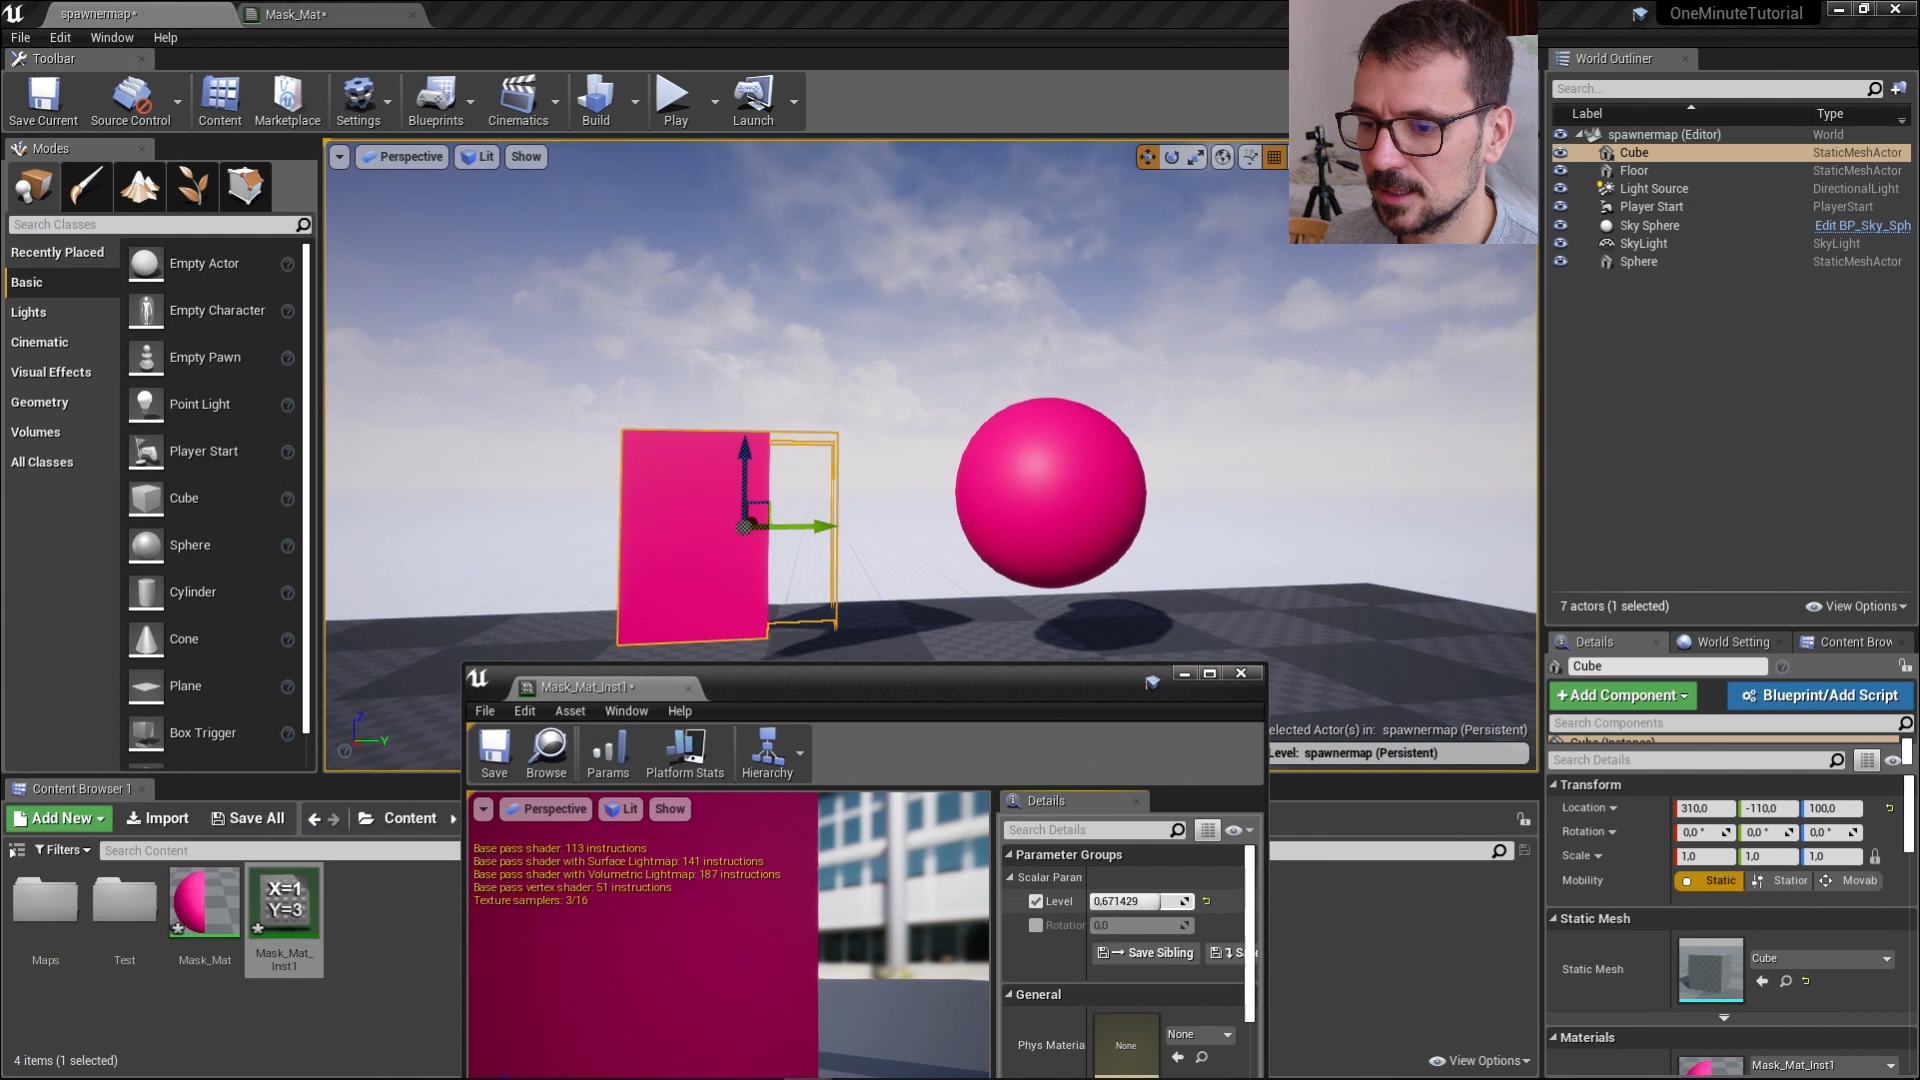 spawnermap*
Mask_Mat*
OneMinuteTutorial
File Edit Window Help
Toolbar
Save Current
Source Control
Content
Marketplace
Settings
Blueprints
Cinematics
Build
Play
Launch
Modes
Search Classes
Recently Placed
Basic
Lights
Cinematic
Visual Effects
Geometry
Volumes
All Classes
Empty Actor
Empty Character
Empty Pawn
Point Light
Player Start
Cube
Sphere
Cylinder
Cone
Plane
Box Trigger
Perspective
Lit
Show
Z
Y
elected Actor(s) in: spawnermap (Persistent)
Level: spawnermap (Persistent)
World Outliner
Search...
Label Type
spawnermap (Editor) World
Cube StaticMeshActor
Floor StaticMeshActor
Light Source DirectionalLight
Player Start PlayerStart
Sky Sphere Edit BP_Sky_Sph
SkyLight SkyLight
Sphere StaticMeshActor
7 actors (1 selected)
View Options
Details
World Setting
Content Brow
Cube
+Add Component
Blueprint/Add Script
Search Components
Search Details
Transform
Location 310,0 -110,0 100,0
Rotation 0,0 ° 0,0 ° 0,0 °
Scale 1,0 1,0 1,0
Mobility Static Station Movab
Static Mesh
Static Mesh
Cube
Materials
Mask_Mat_Inst1
Content Browser 1
Add New
Import
Save All
Content
Filters
Search Content
X=1
Y=3
Maps
Test
Mask_Mat
Mask_Mat_
Inst1
4 items (1 selected)
View Options
Mask_Mat_Inst1*
File Edit Asset Window Help
Save
Browse
Params
Platform Stats
Hierarchy
Perspective
Lit
Show
Base pass shader: 113 instructions
Base pass shader with Surface Lightmap: 141 instructions
Base pass shader with Volumetric Lightmap: 187 instructions
Base pass vertex shader: 51 instructions
Texture samplers: 3/16
Details
Search Details
Parameter Groups
Scalar Param
Level 0,671429
Rotation 0,0
Save Sibling
Sa
General
Phys Materia
None
None